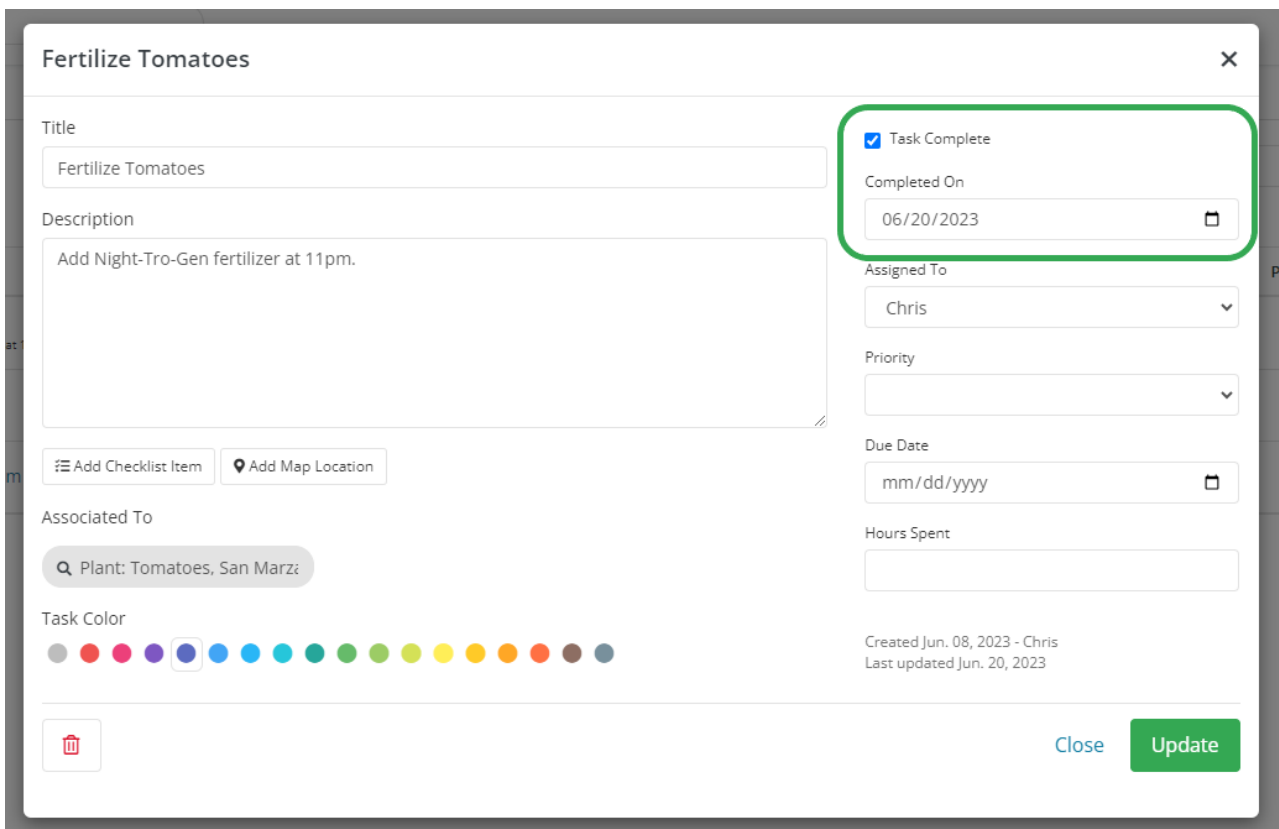 Fertilize Tomatoes
Title
Fertilize Tomatoes
Description
Add Night-Tro-Gen fertilizer at 11pm.
Add Checklist Item
Add Map Location
Associated To
Plant: Tomatoes, San Marza
Task Color
Task Complete
Completed On
06/20/2023
Assigned To
Chris
Priority
Due Date
mm/dd/yyyy
Hours Spent
Created Jun. 08, 2023 - Chris
Last updated Jun. 20, 2023
Close
Update
at
m
P